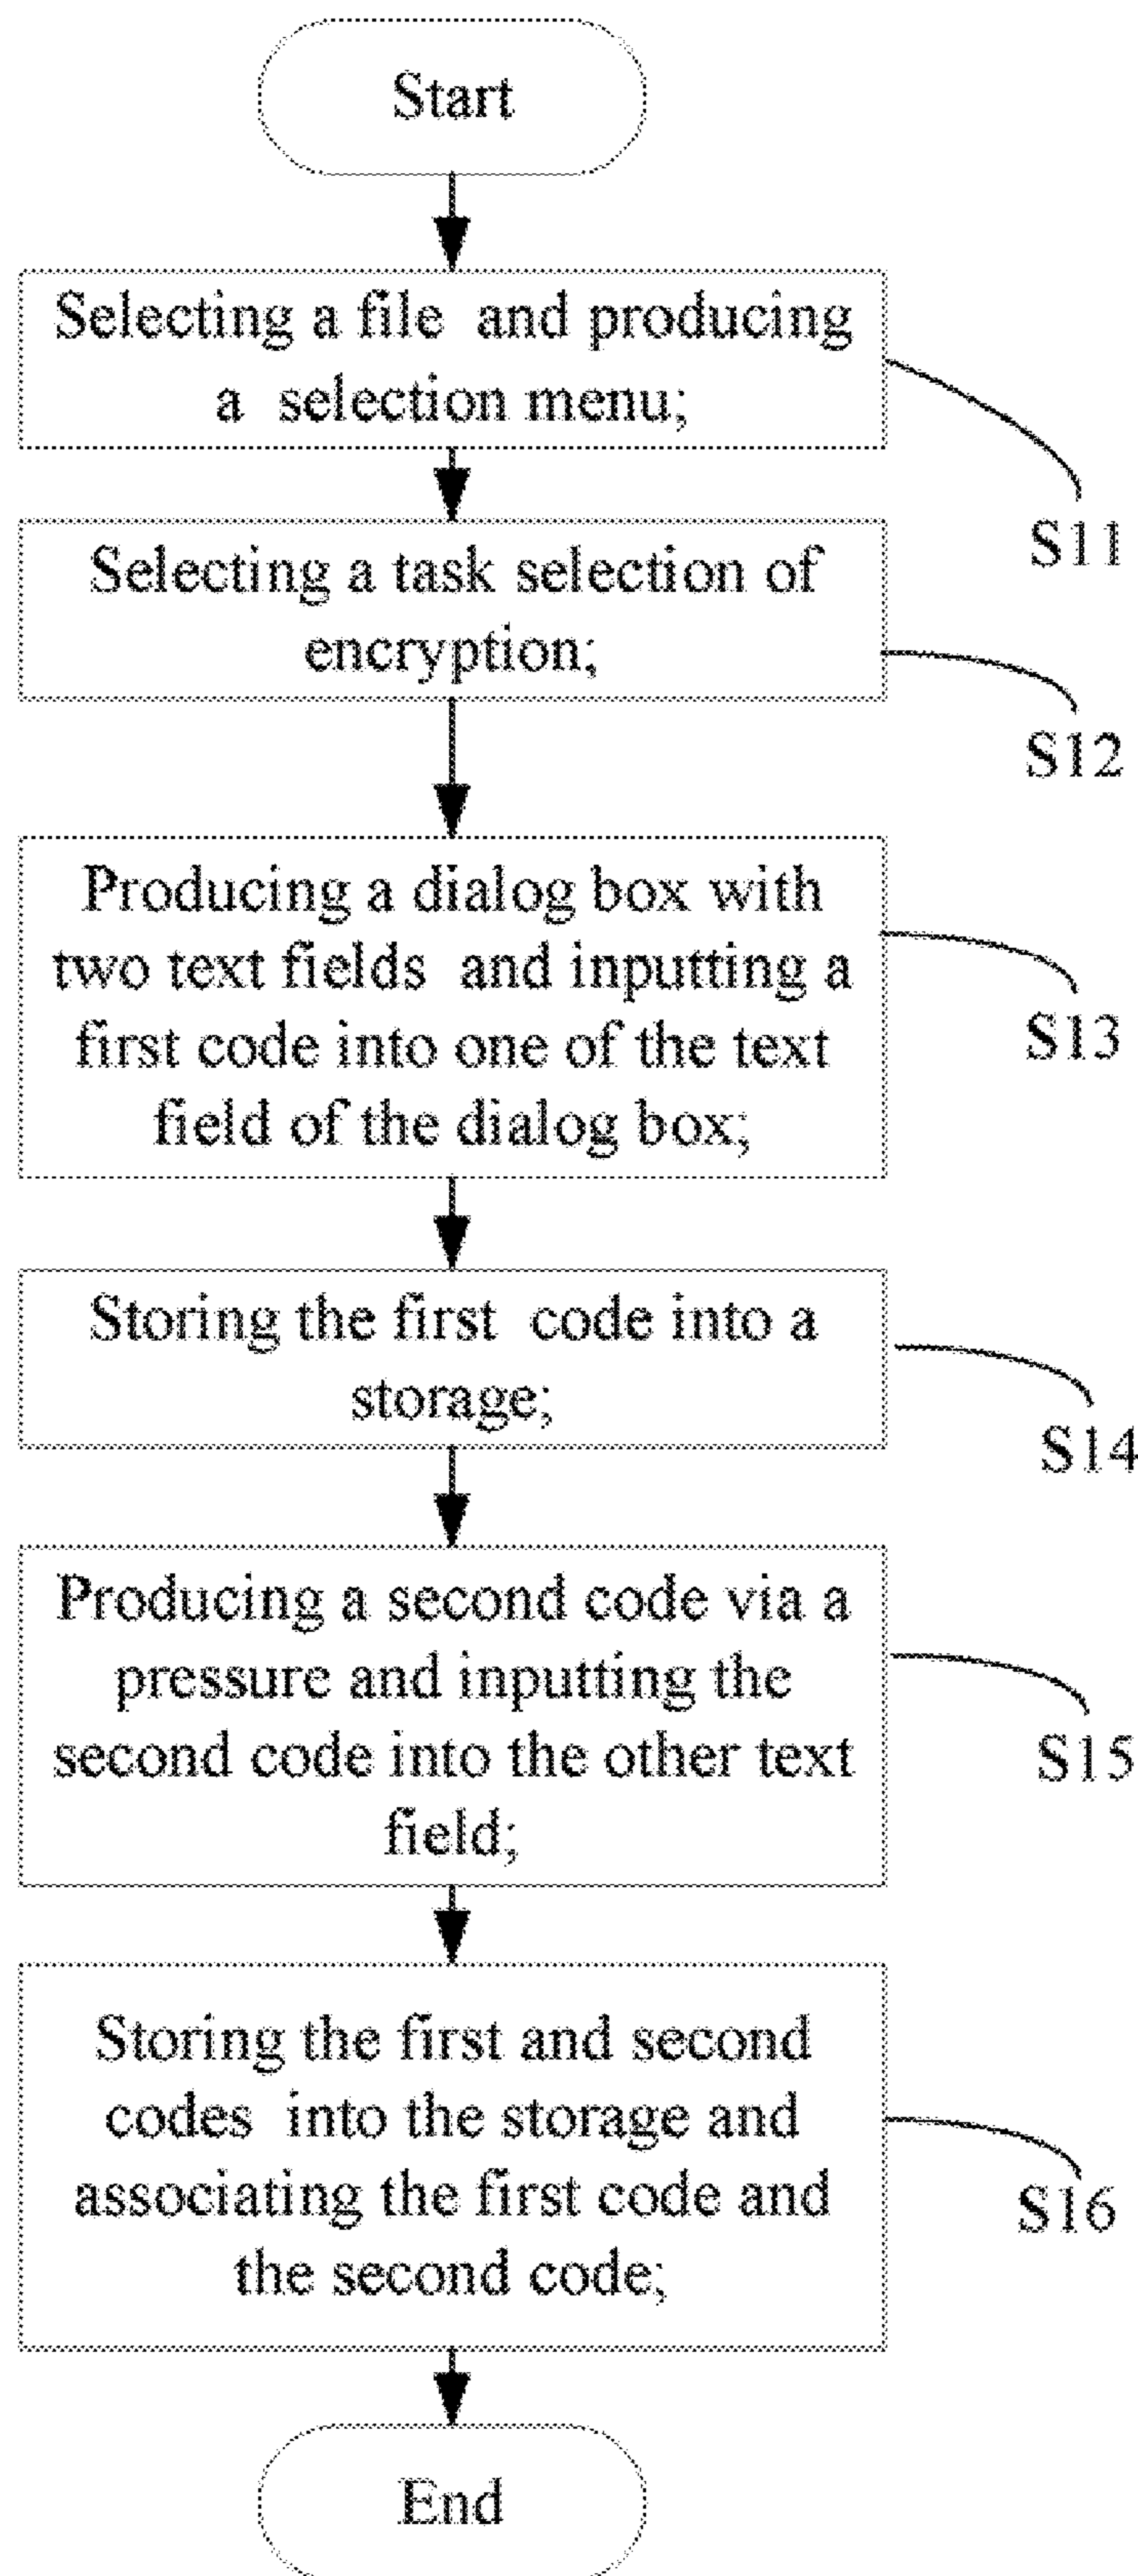 Start
Selecting a file and producing
a selection menu;
S11
Selecting a task selection of
encryption;
S12
Producing a dialog box with
two text fields and inputting a
first code into one of the text
field of the dialog box;
S13
Storing the first code into a
storage;
S14
Producing a second code via a
pressure and inputting the
second code into the other text
field;
S15
Storing the first and second
codes into the storage and
associating the first code and
the second code;
S16
End